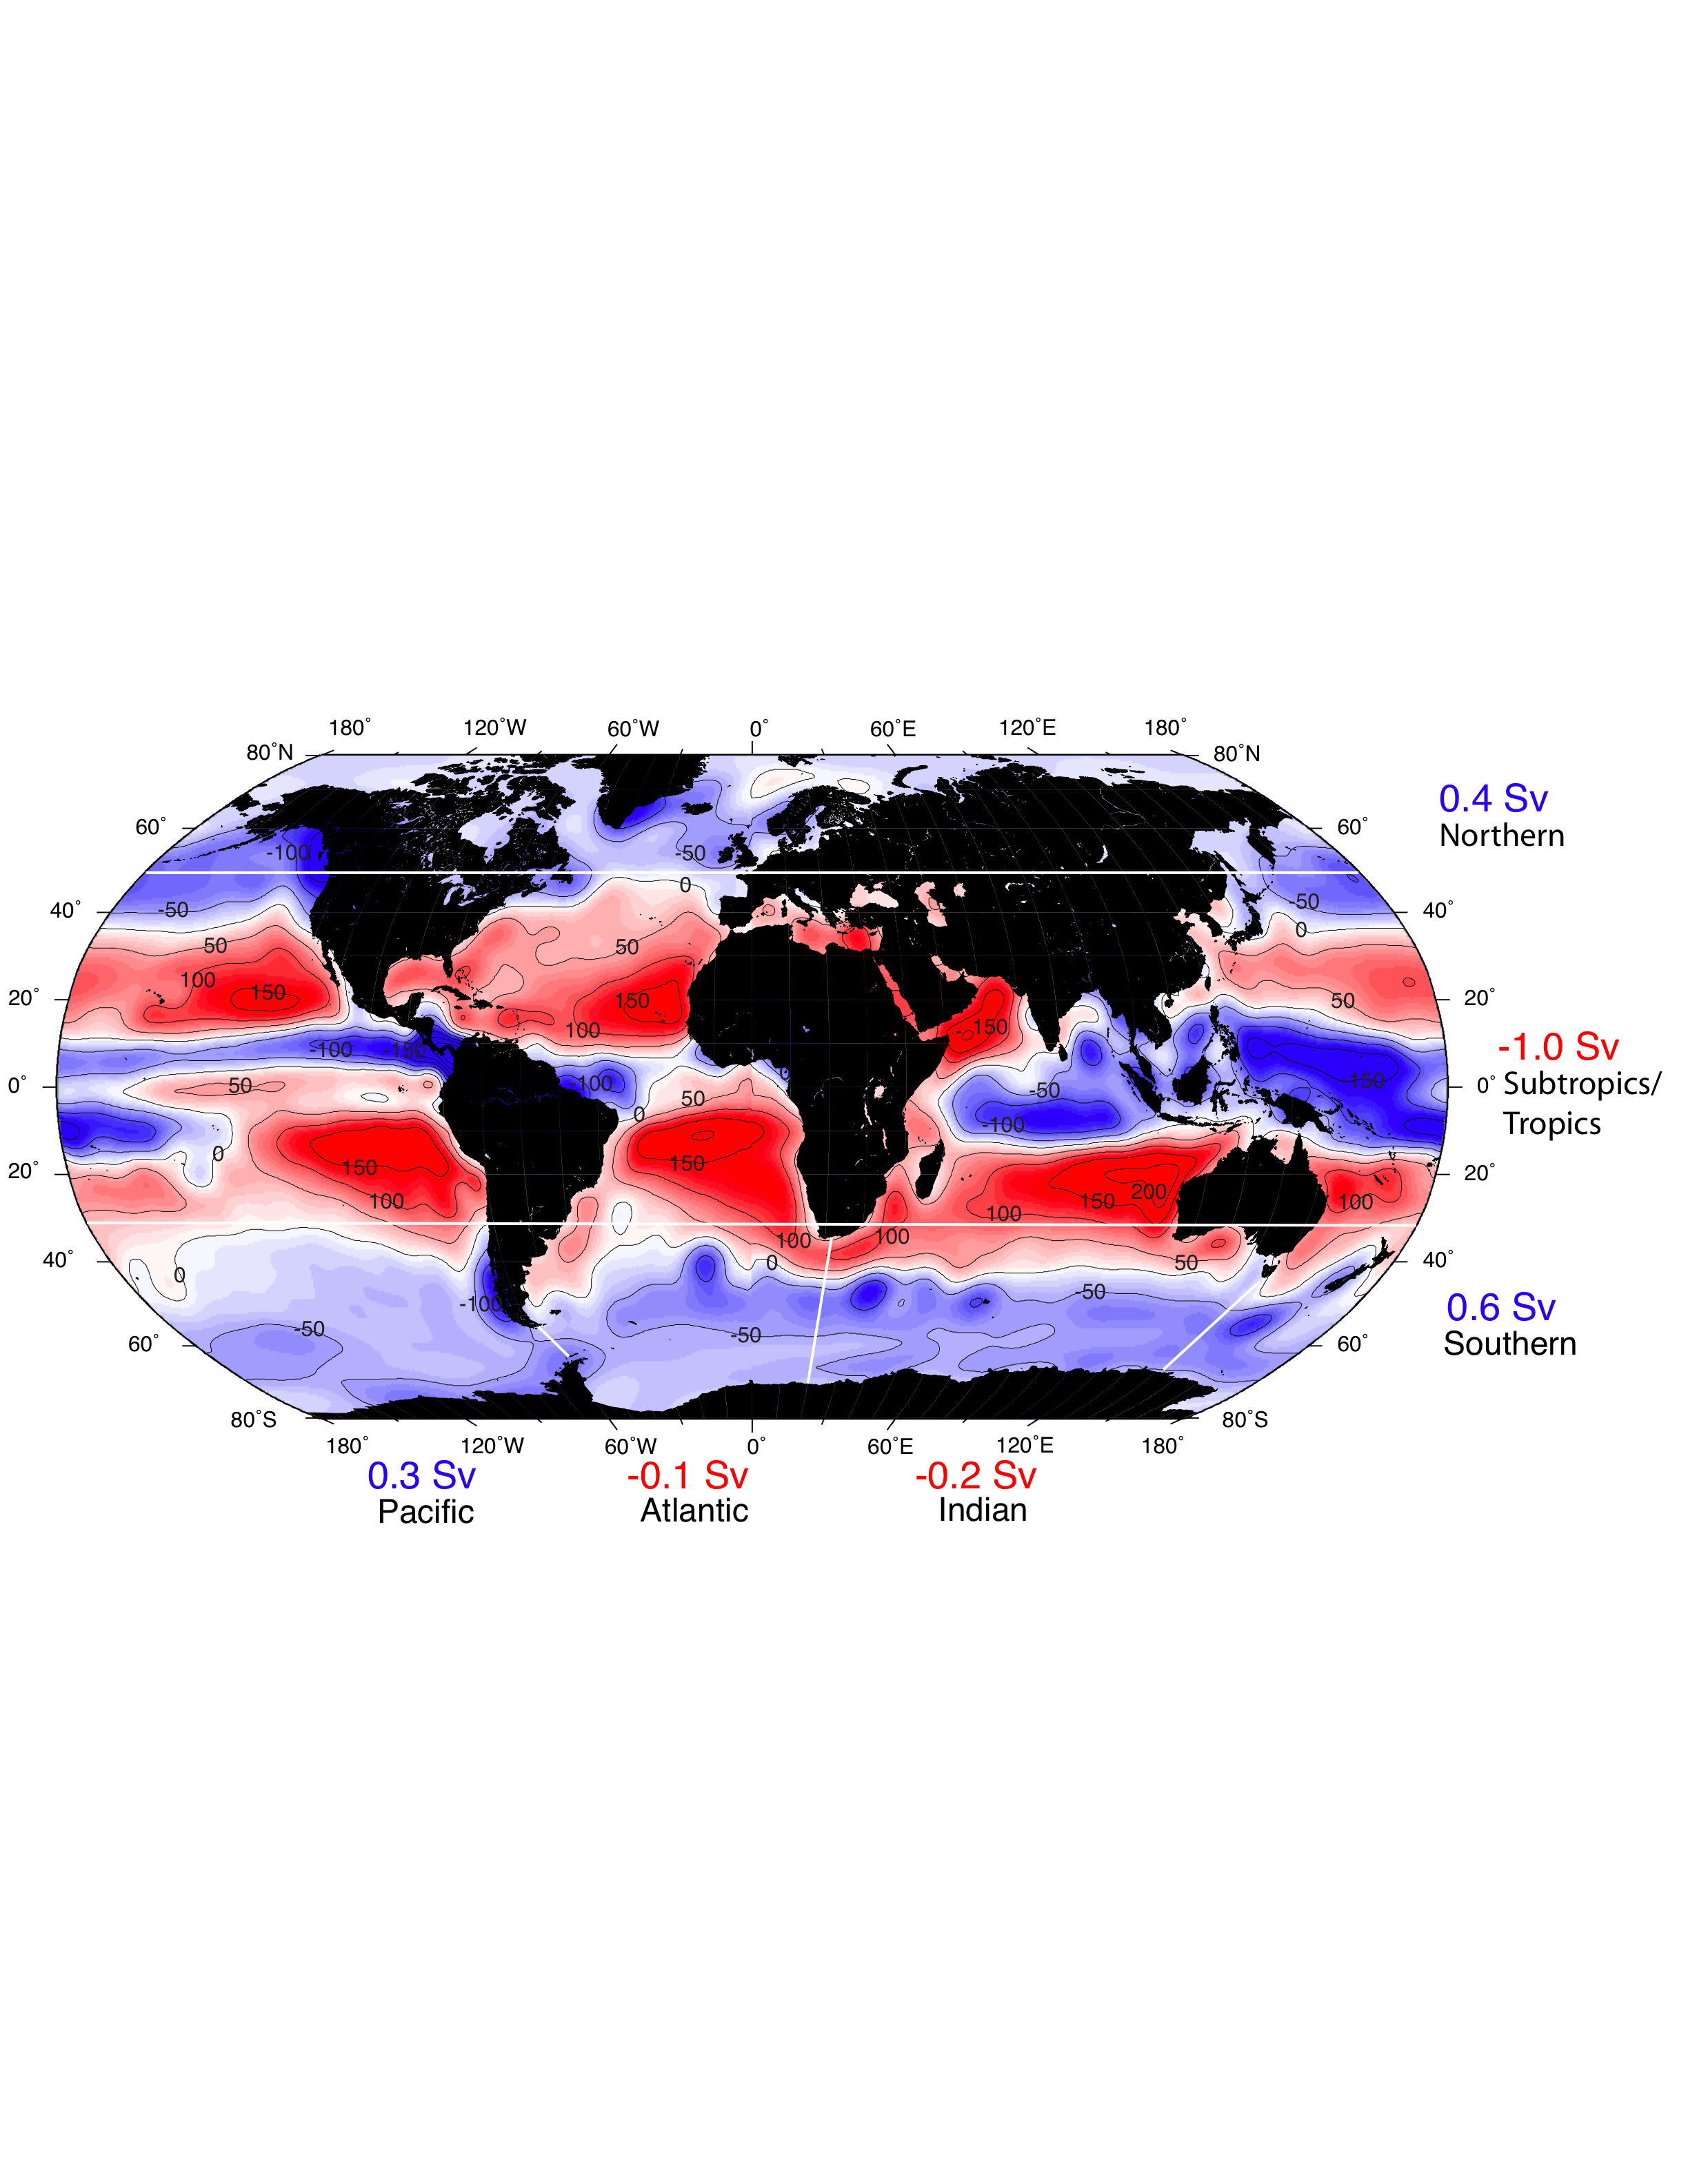 180° 120°W 60°W 0° 60°E 120°E 180°
80°N 80°N
0.4 Sv
60° 60°
Northern
-100 -50
0
-50 40° -50 40°
0
50 50
100 150 150 20° 50 20°
100 -150
-100 -150 -1.0 Sv
0° 50 -100 -50 -150 0° Subtropics/
50
0 -100 Tropics
0 150 150 20° 150 200 20°
100 100 100
100 100
40° 0 50 40°
0 -100 -50 0.6 Sv
-50 -50 60° 60° Southern
80°S 80°S
180° 120°W 60°W 0° 60°E 120°E 180°
0.3 Sv -0.1 Sv -0.2 Sv
Pacific Atlantic Indian